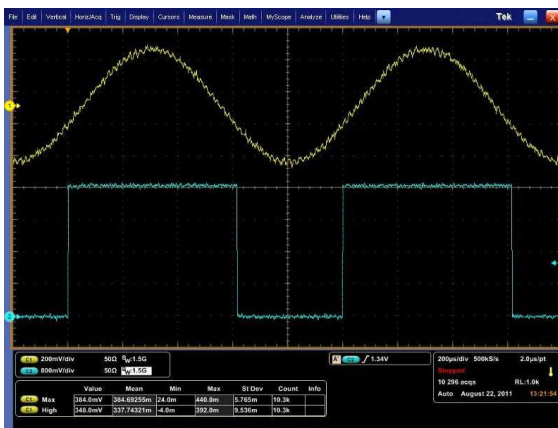 File Edit Vertical Horiz/Acq Trig Display Cursors Measure Mask Math MyScope Analyze Utilities Help Tek
1
2
C1 200mV/div 50Ω BW:1.5G
C2 800mV/div 50Ω BW:1.5G
A' C2 1.34V
200µs/div 500kS/s 2.0µs/pt
Stopped
10 296 acqs RL:1.0k
Auto August 22, 2011 13:21:54
Value Mean Min Max St Dev Count Info
C1 Max 384.0mV 384.69255m 24.0m 440.0m 5.765m 10.3k
C1 High 348.0mV 337.74321m -4.0m 392.0m 9.536m 10.3k